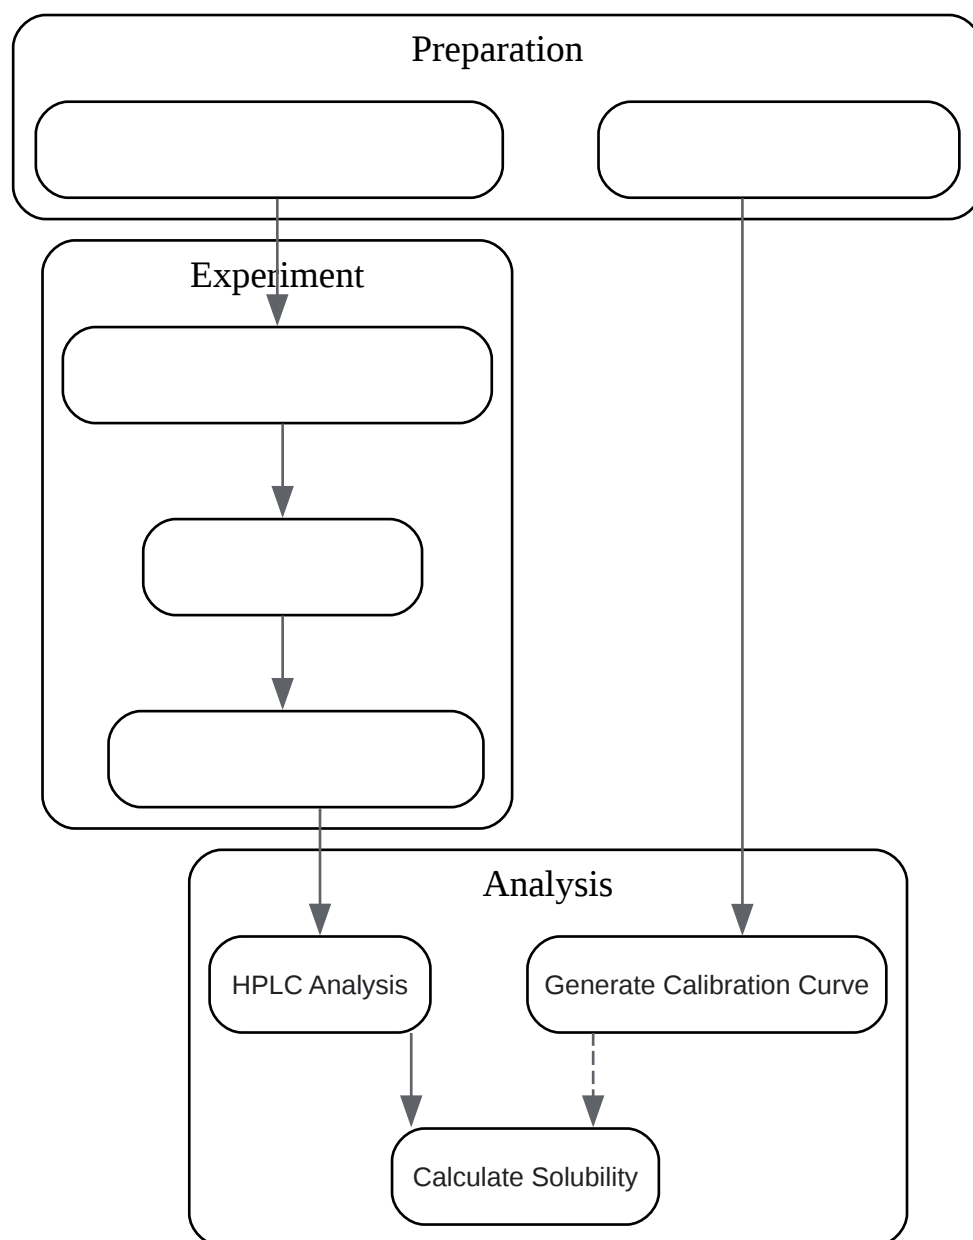 Preparation
Experiment
Analysis
HPLC Analysis
Generate Calibration Curve
Calculate Solubility